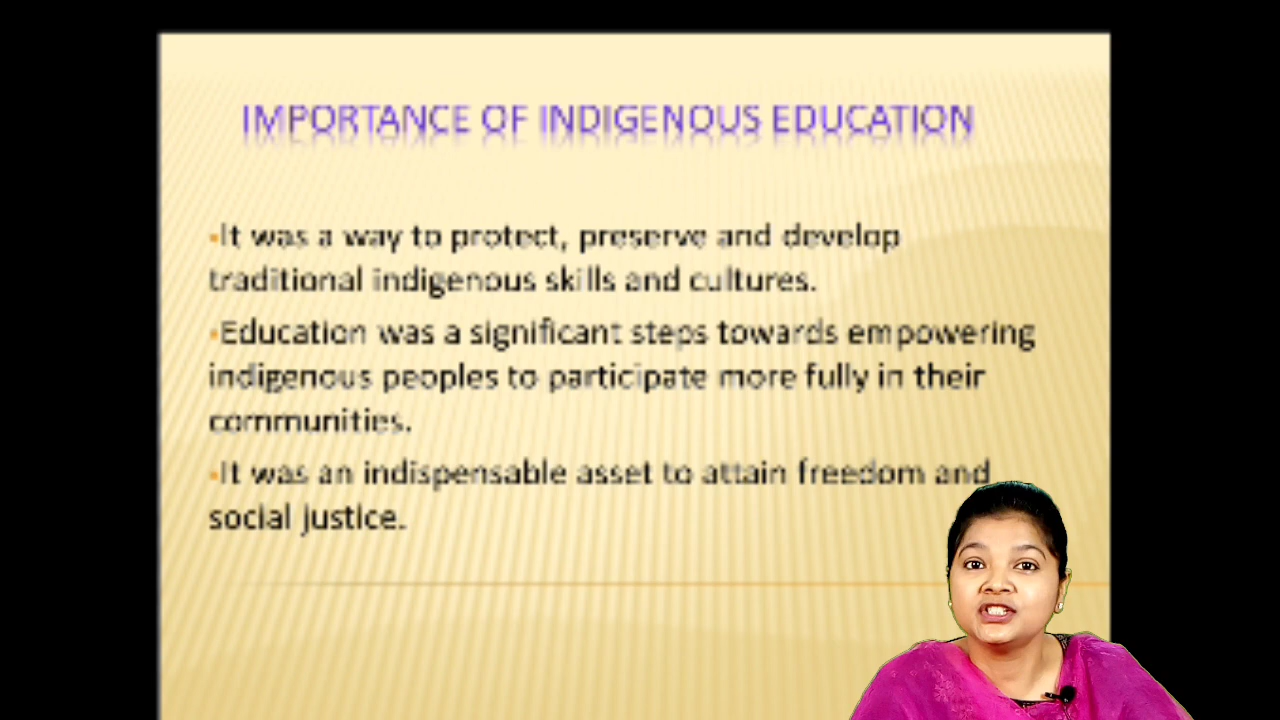 IMPORTANCE OF INDIGENOUS EDUCATION
▪It was a way to protect, preserve and develop
traditional indigenous skills and cultures.
▪Education was a significant steps towards empowering
indigenous peoples to participate more fully in their
communities.
▪It was an indispensable asset to attain freedom and
social justice.